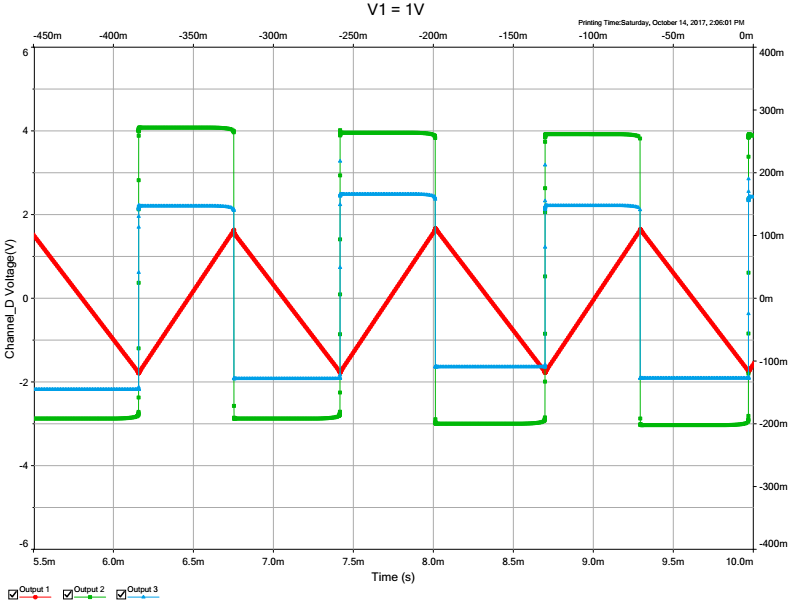 V1 = 1V
Printing Time:Saturday, October 14, 2017, 2:06:01 PM
-450m -400m -350m -300m -250m -200m -150m -100m -50m 0m
6 400m
300m
4
200m
2
100m
0 0m
-100m
-2
-200m
-4
-300m
-6 -400m
Channel_D Voltage(V)
5.5m 6.0m 6.5m 7.0m 7.5m 8.0m 8.5m 9.0m 9.5m 10.0m
Time (s)
Output 1 Output 2 Output 3